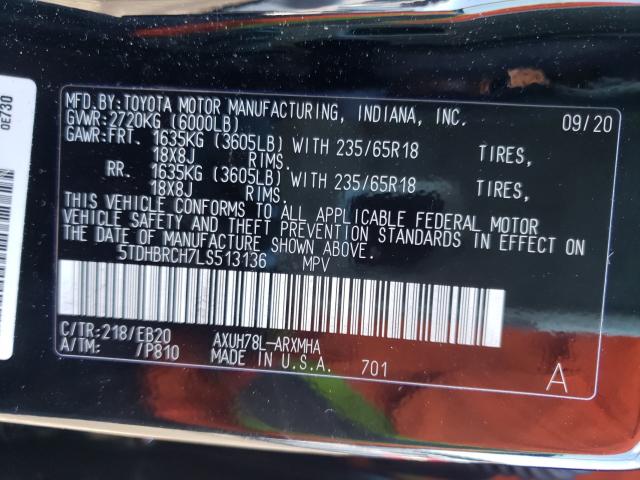 MFD.BY:TOYOTA MOTOR MANUFACTURING, INDIANA, INC. 09/20
GVWR:2720KG (6000LB)
GAWR:FRT. 1635KG (3605LB) WITH 235/65R18 TIRES,
18X8J RIMS.
RR. 1635KG (3605LB) WITH 235/65R18 TIRES,
18X8J RIMS.
THIS VEHICLE CONFORMS TO ALL APPLICABLE FEDERAL MOTOR
VEHICLE SAFETY AND THEFT PREVENTION STANDARDS IN EFFECT ON
THE DATE OF MANUFACTURE SHOWN ABOVE.
5TDHBRCH7LS513136 MPV
C/TR:218/EB20 AXUH78L-ARXMHA
A/TM: /P810 MADE IN U.S.A. 701 A
0E730